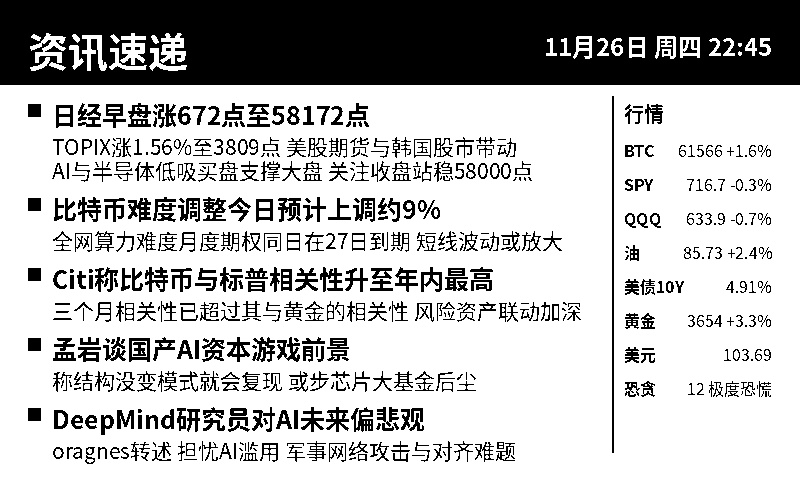 资讯速递
11月26日 周四 22:45
日经早盘涨672点至58172点
TOPIX涨1.56%至3809点 美股期货与韩国股市带动
AI与半导体低吸买盘支撑大盘 关注收盘站稳58000点
比特币难度调整今日预计上调约9%
全网算力难度月度期权同日在27日到期 短线波动或放大
Citi称比特币与标普相关性升至年内最高
三个月相关性已超过其与黄金的相关性 风险资产联动加深
孟岩谈国产AI资本游戏前景
称结构没变模式就会复现 或步芯片大基金后尘
DeepMind研究员对AI未来偏悲观
oragnes转述 担忧AI滥用 军事网络攻击与对齐难题
行情
BTC 61566 +1.6%
SPY 716.7 -0.3%
QQQ 633.9 -0.7%
油 85.73 +2.4%
美债10Y 4.91%
黄金 3654 +3.3%
美元 103.69
恐贪 12 极度恐慌